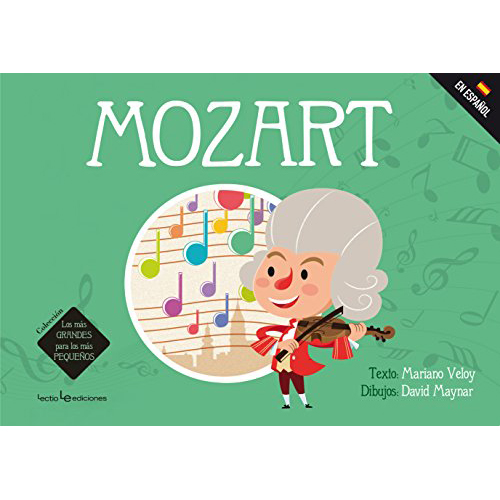 EN ESPAÑOL
MOZART
Colección
Los más
GRANDES
para los más
PEQUEÑOS
Lectio Le ediciones
Texto: Mariano Veloy
Dibujos: David Maynar